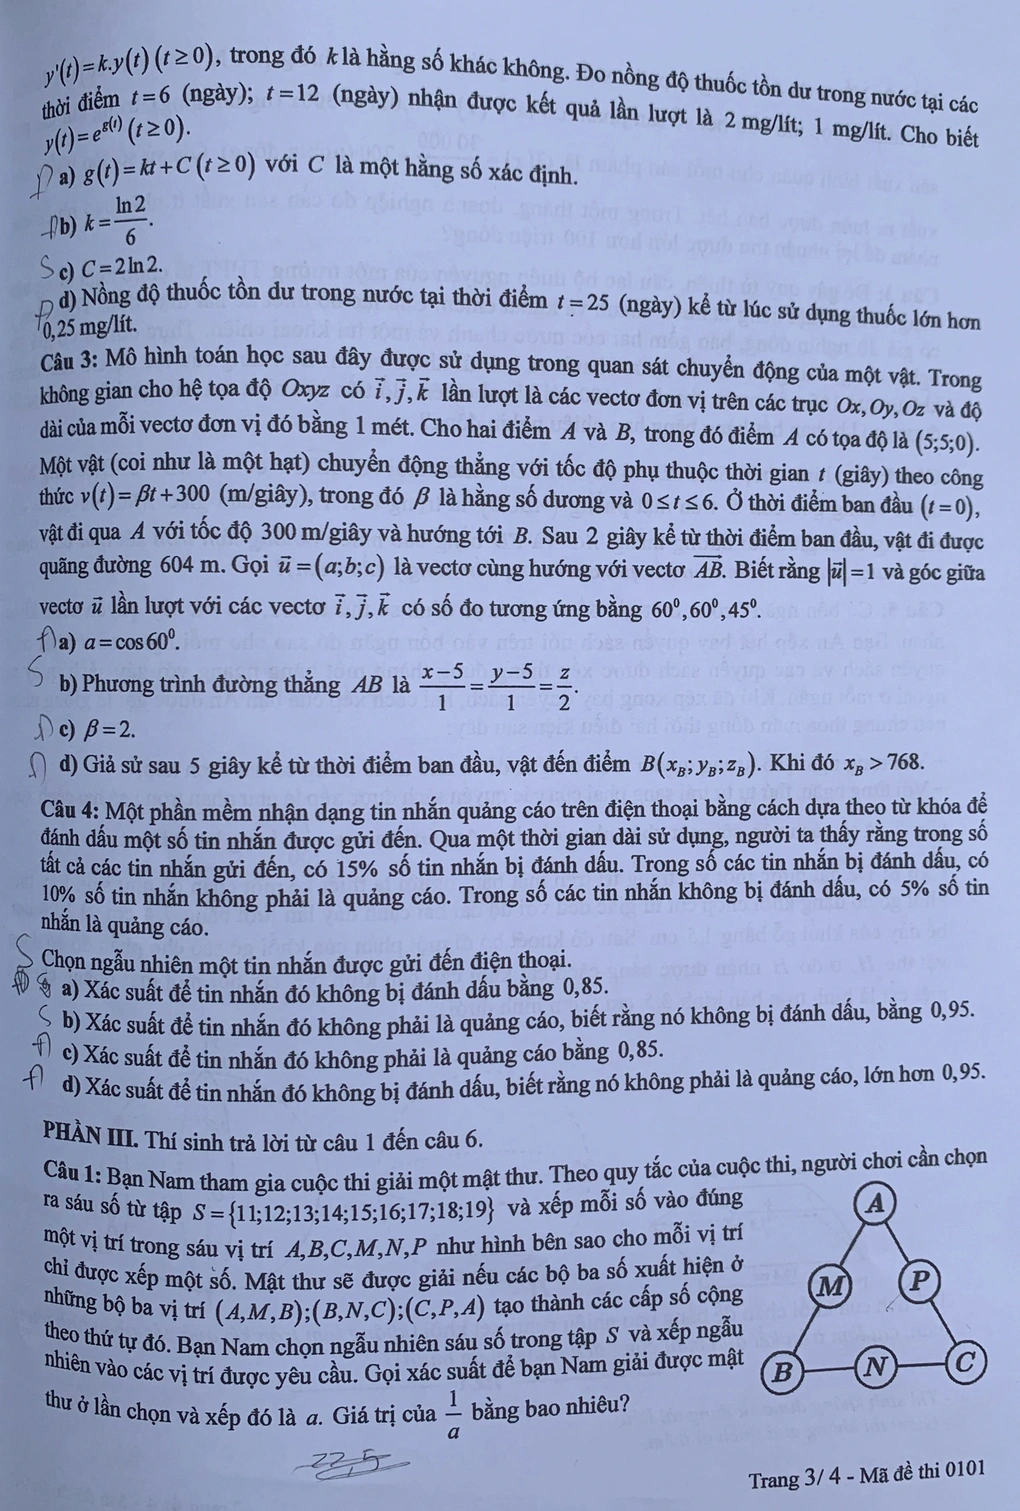 y'(t)=k.y(t) (t≥0), trong đó k là hằng số khác không. Đo nồng độ thuốc tồn dư trong nước tại các
thời điểm t=6 (ngày); t=12 (ngày) nhận được kết quả lần lượt là 2 mg/lít; 1 mg/lít. Cho biết
y(t)=e^{g(t)} (t≥0).
a) g(t)=kt+C (t≥0) với C là một hằng số xác định.
b) k=\frac{ln2}{6}.
S c) C=2ln2.
d) Nồng độ thuốc tồn dư trong nước tại thời điểm t=25 (ngày) kể từ lúc sử dụng thuốc lớn hơn
0,25 mg/lít.
Câu 3: Mô hình toán học sau đây được sử dụng trong quan sát chuyển động của một vật. Trong
không gian cho hệ tọa độ Oxyz có \vec{i},\vec{j},\vec{k} lần lượt là các vectơ đơn vị trên các trục Ox,Oy,Oz và độ
dài của mỗi vectơ đơn vị đó bằng 1 mét. Cho hai điểm A và B, trong đó điểm A có tọa độ là (5;5;0).
Một vật (coi như là một hạt) chuyển động thẳng với tốc độ phụ thuộc thời gian t (giây) theo công
thức v(t)=βt+300 (m/giây), trong đó β là hằng số dương và 0≤t≤6. Ở thời điểm ban đầu (t=0),
vật đi qua A với tốc độ 300 m/giây và hướng tới B. Sau 2 giây kể từ thời điểm ban đầu, vật đi được
quãng đường 604 m. Gọi \vec{u}=(a;b;c) là vectơ cùng hướng với vectơ \overrightarrow{AB}. Biết rằng |\vec{u}|=1 và góc giữa
vectơ \vec{u} lần lượt với các vectơ \vec{i},\vec{j},\vec{k} có số đo tương ứng bằng 60⁰,60⁰,45⁰.
a) a=cos60⁰.
S b) Phương trình đường thẳng AB là \frac{x-5}{1}=\frac{y-5}{1}=\frac{z}{2}.
c) β=2.
d) Giả sử sau 5 giây kể từ thời điểm ban đầu, vật đến điểm B(x_B;y_B;z_B). Khi đó x_B>768.
Câu 4: Một phần mềm nhận dạng tin nhắn quảng cáo trên điện thoại bằng cách dựa theo từ khóa để
đánh dấu một số tin nhắn được gửi đến. Qua một thời gian dài sử dụng, người ta thấy rằng trong số
tất cả các tin nhắn gửi đến, có 15% số tin nhắn bị đánh dấu. Trong số các tin nhắn bị đánh dấu, có
10% số tin nhắn không phải là quảng cáo. Trong số các tin nhắn không bị đánh dấu, có 5% số tin
nhắn là quảng cáo.
Chọn ngẫu nhiên một tin nhắn được gửi đến điện thoại.
a) Xác suất để tin nhắn đó không bị đánh dấu bằng 0,85.
S b) Xác suất để tin nhắn đó không phải là quảng cáo, biết rằng nó không bị đánh dấu, bằng 0,95.
c) Xác suất để tin nhắn đó không phải là quảng cáo bằng 0,85.
d) Xác suất để tin nhắn đó không bị đánh dấu, biết rằng nó không phải là quảng cáo, lớn hơn 0,95.
PHẦN III. Thí sinh trả lời từ câu 1 đến câu 6.
Câu 1: Bạn Nam tham gia cuộc thi giải một mật thư. Theo quy tắc của cuộc thi, người chơi cần chọn
ra sáu số từ tập S={11;12;13;14;15;16;17;18;19} và xếp mỗi số vào đúng
một vị trí trong sáu vị trí A,B,C,M,N,P như hình bên sao cho mỗi vị trí
chỉ được xếp một số. Mật thư sẽ được giải nếu các bộ ba số xuất hiện ở
những bộ ba vị trí (A,M,B);(B,N,C);(C,P,A) tạo thành các cấp số cộng
theo thứ tự đó. Bạn Nam chọn ngẫu nhiên sáu số trong tập S và xếp ngẫu
nhiên vào các vị trí được yêu cầu. Gọi xác suất để bạn Nam giải được mật
thư ở lần chọn và xếp đó là a. Giá trị của \frac{1}{a} bằng bao nhiêu?
A
M P
B N C
22,5
Trang 3/ 4 - Mã đề thi 0101